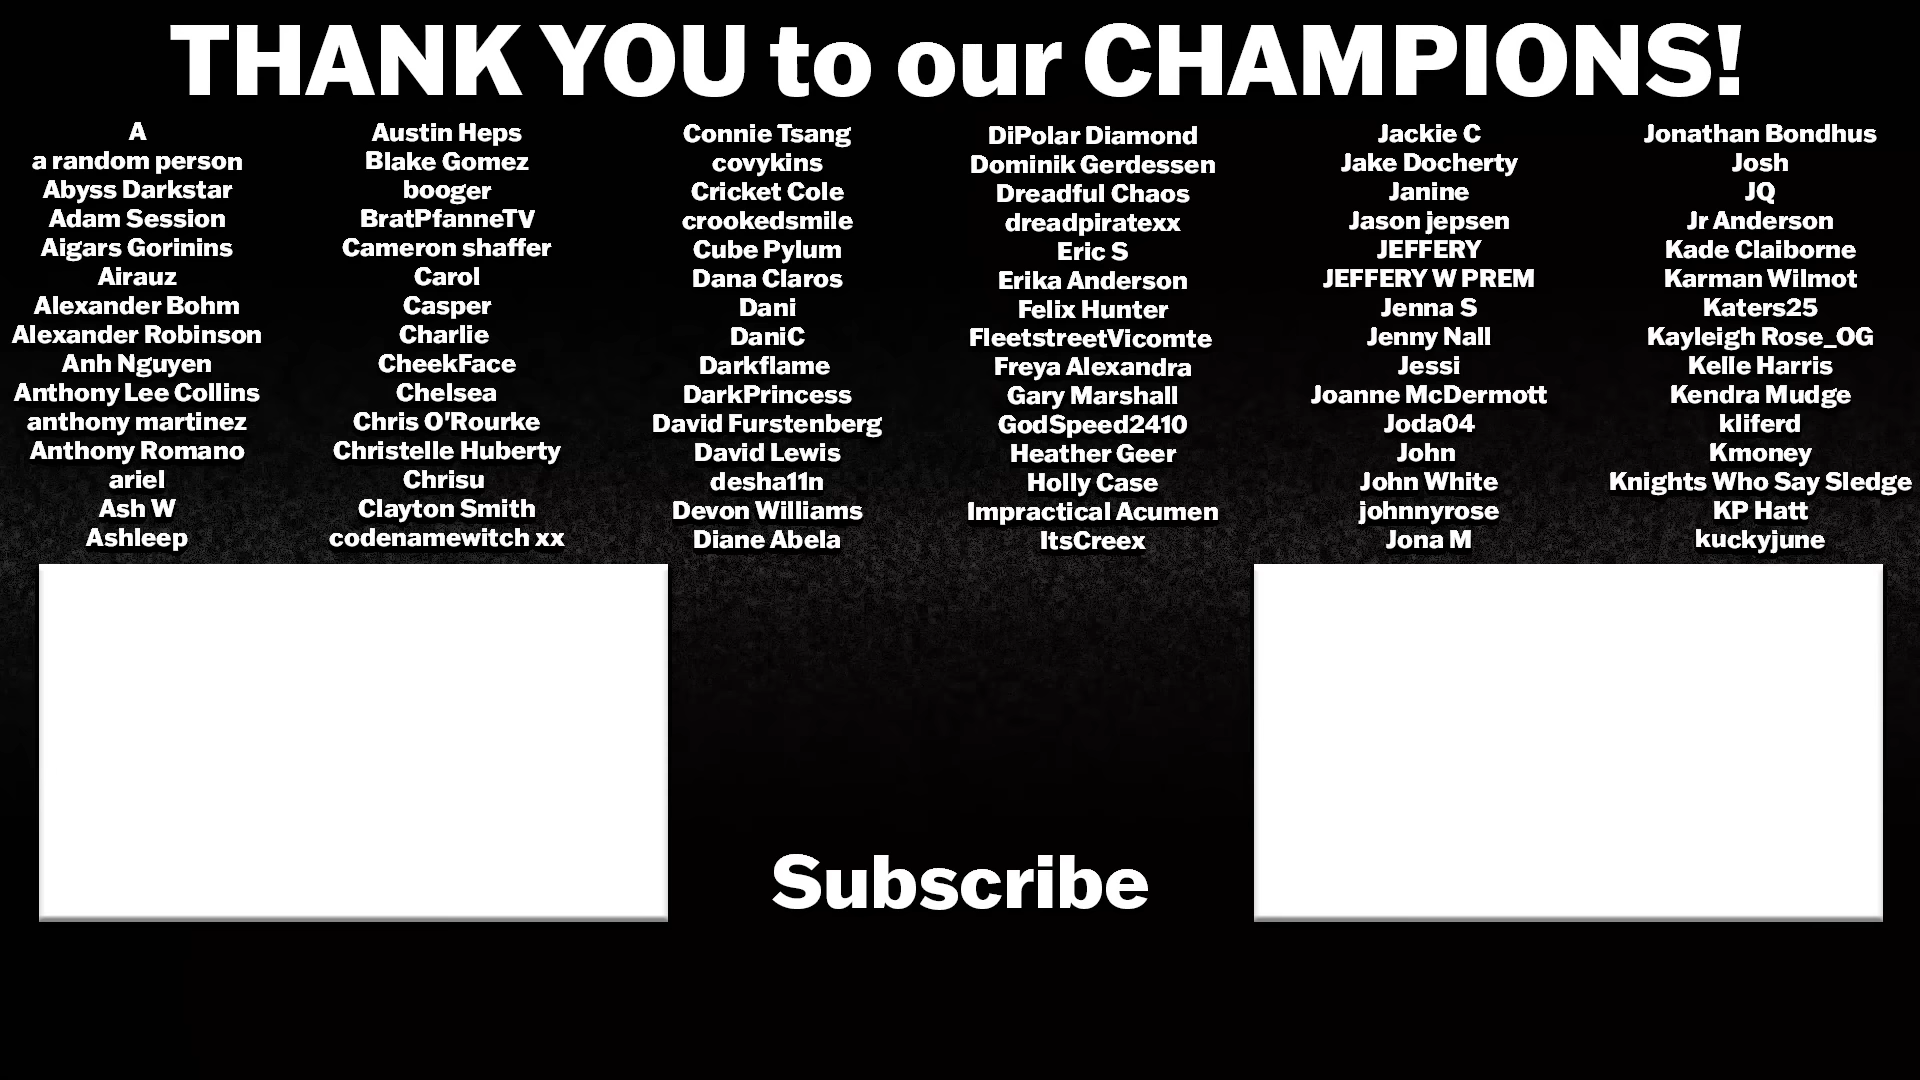 THANK YOU to our CHAMPIONS!
A
a random person
Abyss Darkstar
Adam Session
Aigars Gorinins
Airauz
Alexander Bohm
Alexander Robinson
Anh Nguyen
Anthony Lee Collins
anthony martinez
Anthony Romano
ariel
Ash W
Ashleep
Austin Heps
Blake Gomez
booger
BratPfanneTV
Cameron shaffer
Carol
Casper
Charlie
CheekFace
Chelsea
Chris O'Rourke
Christelle Huberty
Chrisu
Clayton Smith
codenamewitch xx
Connie Tsang
covykins
Cricket Cole
crookedsmile
Cube Pylum
Dana Claros
Dani
DaniC
Darkflame
DarkPrincess
David Furstenberg
David Lewis
desha11n
Devon Williams
Diane Abela
DiPolar Diamond
Dominik Gerdessen
Dreadful Chaos
dreadpiratexx
Eric S
Erika Anderson
Felix Hunter
FleetstreetVicomte
Freya Alexandra
Gary Marshall
GodSpeed2410
Heather Geer
Holly Case
Impractical Acumen
ItsCreex
Jackie C
Jake Docherty
Janine
Jason jepsen
JEFFERY
JEFFERY W PREM
Jenna S
Jenny Nall
Jessi
Joanne McDermott
Joda04
John
John White
johnnyrose
Jona M
Jonathan Bondhus
Josh
JQ
Jr Anderson
Kade Claiborne
Karman Wilmot
Katers25
Kayleigh Rose_OG
Kelle Harris
Kendra Mudge
kliferd
Kmoney
Knights Who Say Sledge
KP Hatt
kuckyjune
Subscribe